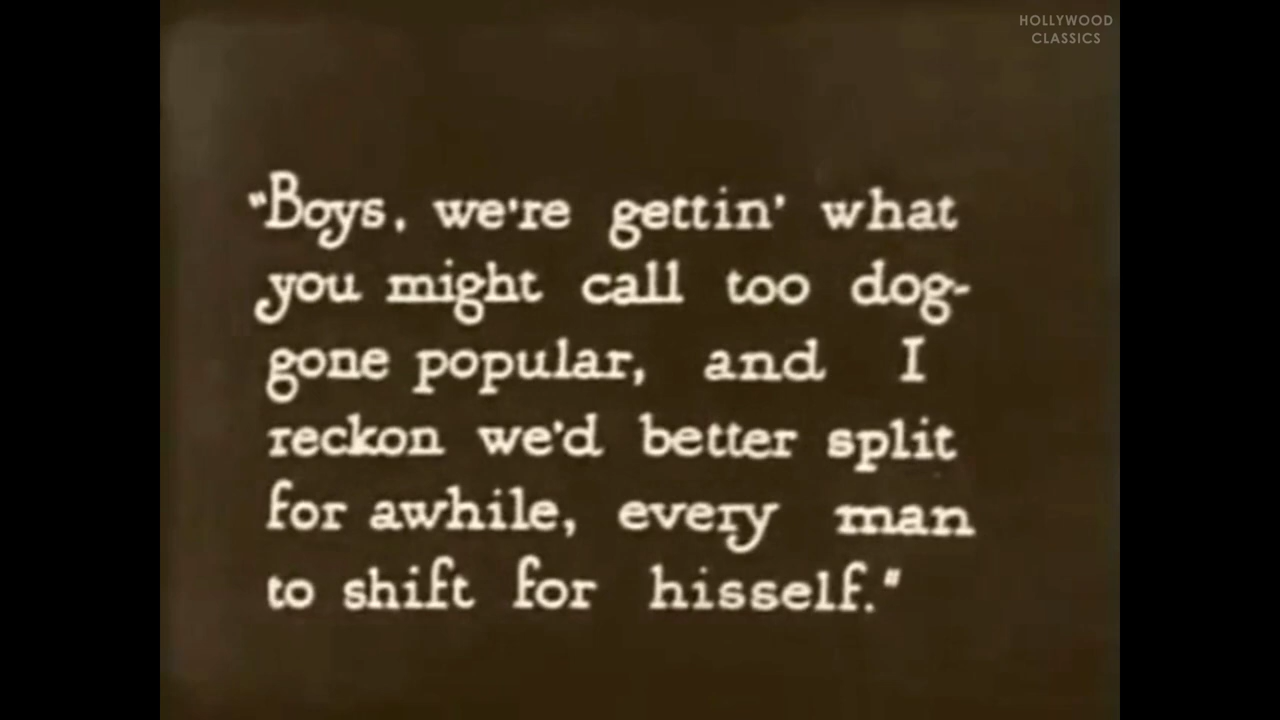 HOLLYWOOD
CLASSICS
"Boys, we're gettin' what
you might call too dog-
gone popular, and I
reckon we'd better split
for awhile, every man
to shift for hisself."